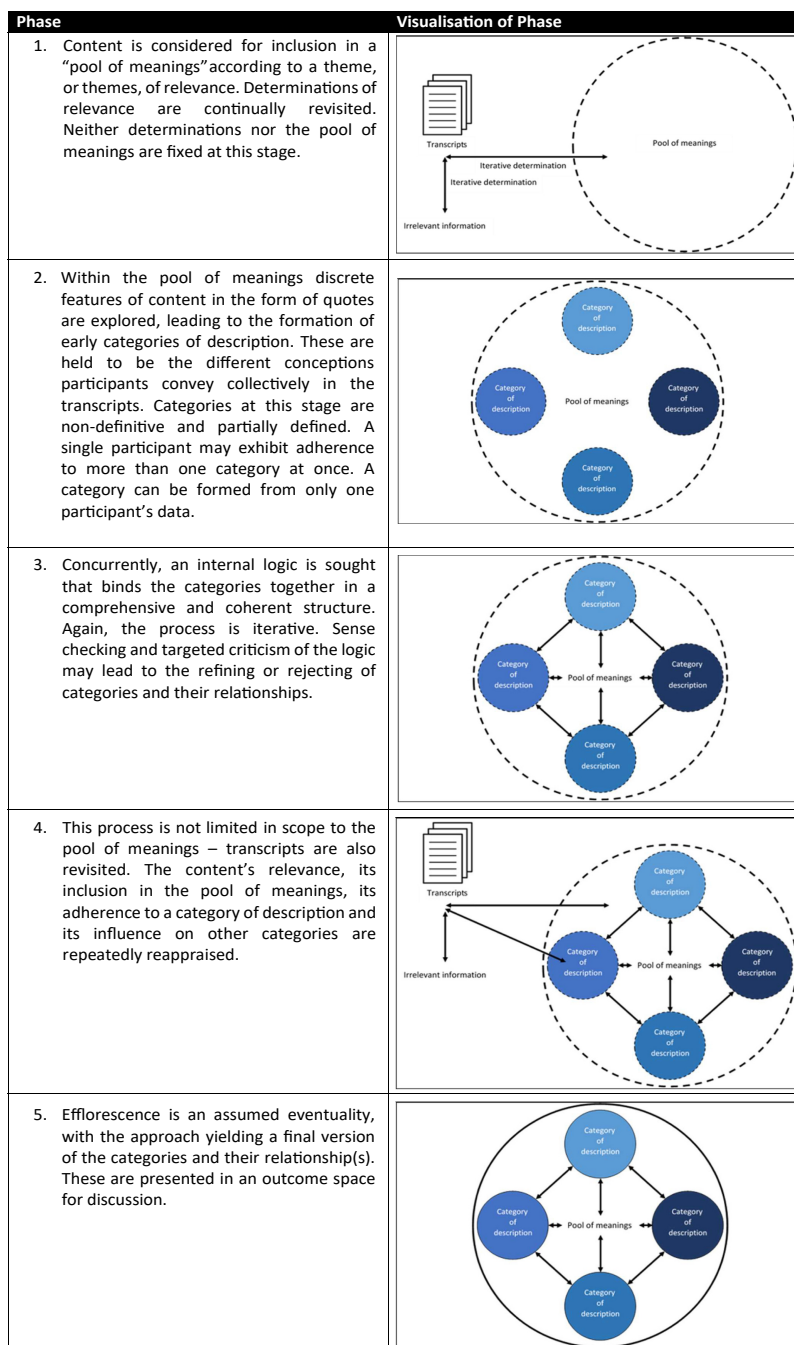 Phase
Visualisation of Phase
1. Content is considered for inclusion in a
“pool of meanings”according to a theme,
or themes, of relevance. Determinations of
relevance are continually revisited.
Neither determinations nor the pool of
meanings are fixed at this stage.
Transcripts
Pool of meanings
Iterative determination
Iterative determination
Irrelevant information
2. Within the pool of meanings discrete
features of content in the form of quotes
are explored, leading to the formation of
early categories of description. These are
held to be the different conceptions
participants convey collectively in the
transcripts. Categories at this stage are
non-definitive and partially defined. A
single participant may exhibit adherence
to more than one category at once. A
category can be formed from only one
participant’s data.
Category
of
description
Category
of
description
Pool of meanings
Category
of
description
Category
of
description
3. Concurrently, an internal logic is sought
that binds the categories together in a
comprehensive and coherent structure.
Again, the process is iterative. Sense
checking and targeted criticism of the logic
may lead to the refining or rejecting of
categories and their relationships.
Category
of
description
Category
of
description
Pool of meanings
Category
of
description
Category
of
description
4. This process is not limited in scope to the
pool of meanings – transcripts are also
revisited. The content’s relevance, its
inclusion in the pool of meanings, its
adherence to a category of description and
its influence on other categories are
repeatedly reappraised.
Transcripts
Irrelevant information
Category
of
description
Category
of
description
Pool of meanings
Category
of
description
Category
of
description
5. Efflorescence is an assumed eventuality,
with the approach yielding a final version
of the categories and their relationship(s).
These are presented in an outcome space
for discussion.
Category
of
description
Category
of
description
Pool of meanings
Category
of
description
Category
of
description